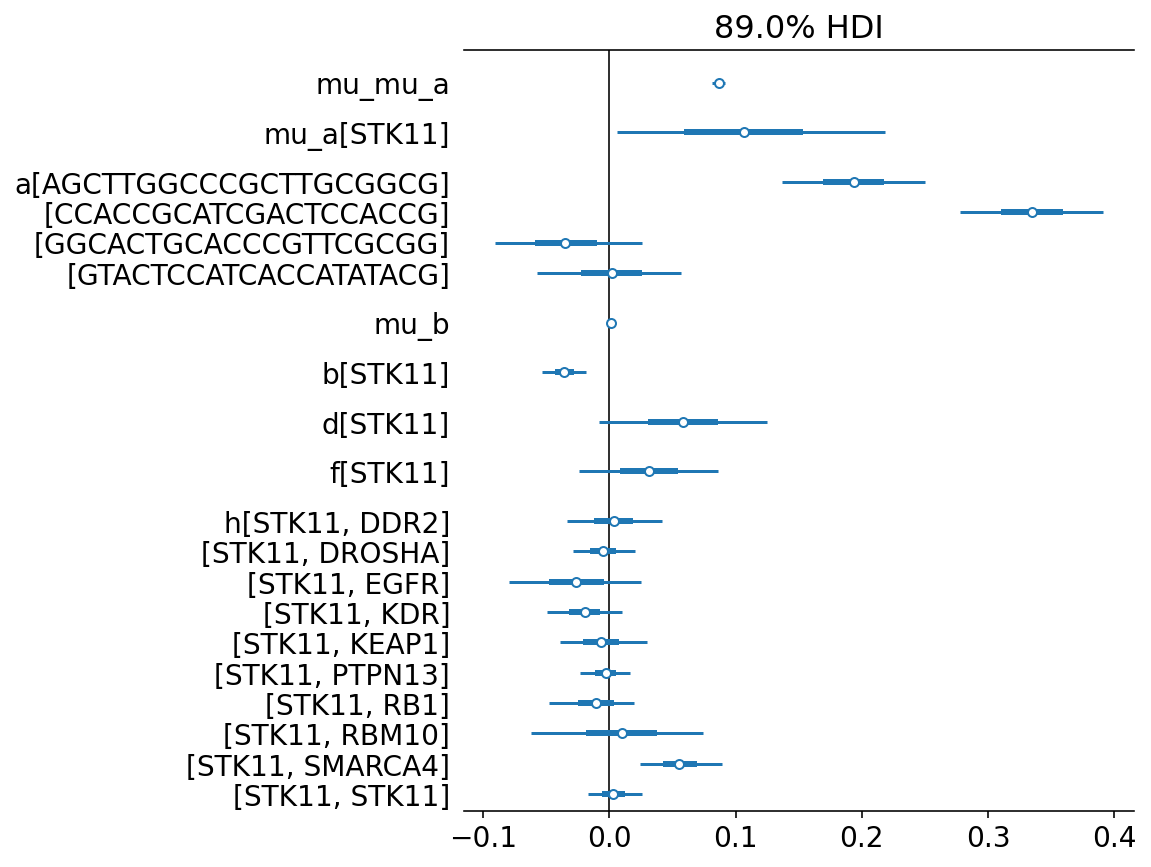 89.0% HDI
mu_mu_a
mu_a[STK11]
a[AGCTTGGCCCGCTTGCGGCG]
[CCACCGCATCGACTCCACCG]
[GGCACTGCACCCGTTCGCGG]
[GTACTCCATCACCATATACG]
mu_b
b[STK11]
d[STK11]
f[STK11]
h[STK11, DDR2]
[STK11, DROSHA]
[STK11, EGFR]
[STK11, KDR]
[STK11, KEAP1]
[STK11, PTPN13]
[STK11, RB1]
[STK11, RBM10]
[STK11, SMARCA4]
[STK11, STK11]
−0.1 0.0 0.1 0.2 0.3 0.4